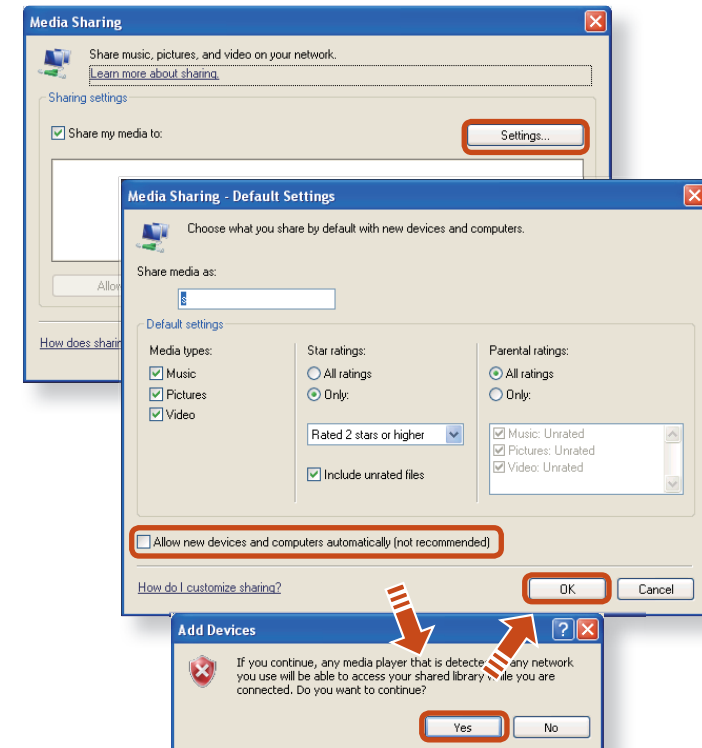 Media Sharing
Share music, pictures, and video on your network.
Learn more about sharing.
Sharing settings
Share my media to:
Settings...
Media Sharing - Default Settings
Choose what you share by default with new devices and computers.
Share media as:
s
Default settings
Media types:
Music
Pictures
Video
Star ratings:
All ratings
Only:
Rated 2 stars or higher
Include unrated files
Parental ratings:
All ratings
Only:
Music: Unrated
Pictures: Unrated
Video: Unrated
Allow new devices and computers automatically (not recommended)
How do I customize sharing?
OK
Cancel
How does
Add Devices
If you continue, any media player that is any network
you use will be able to access your shared library you are
connected. Do you want to continue?
Yes
No